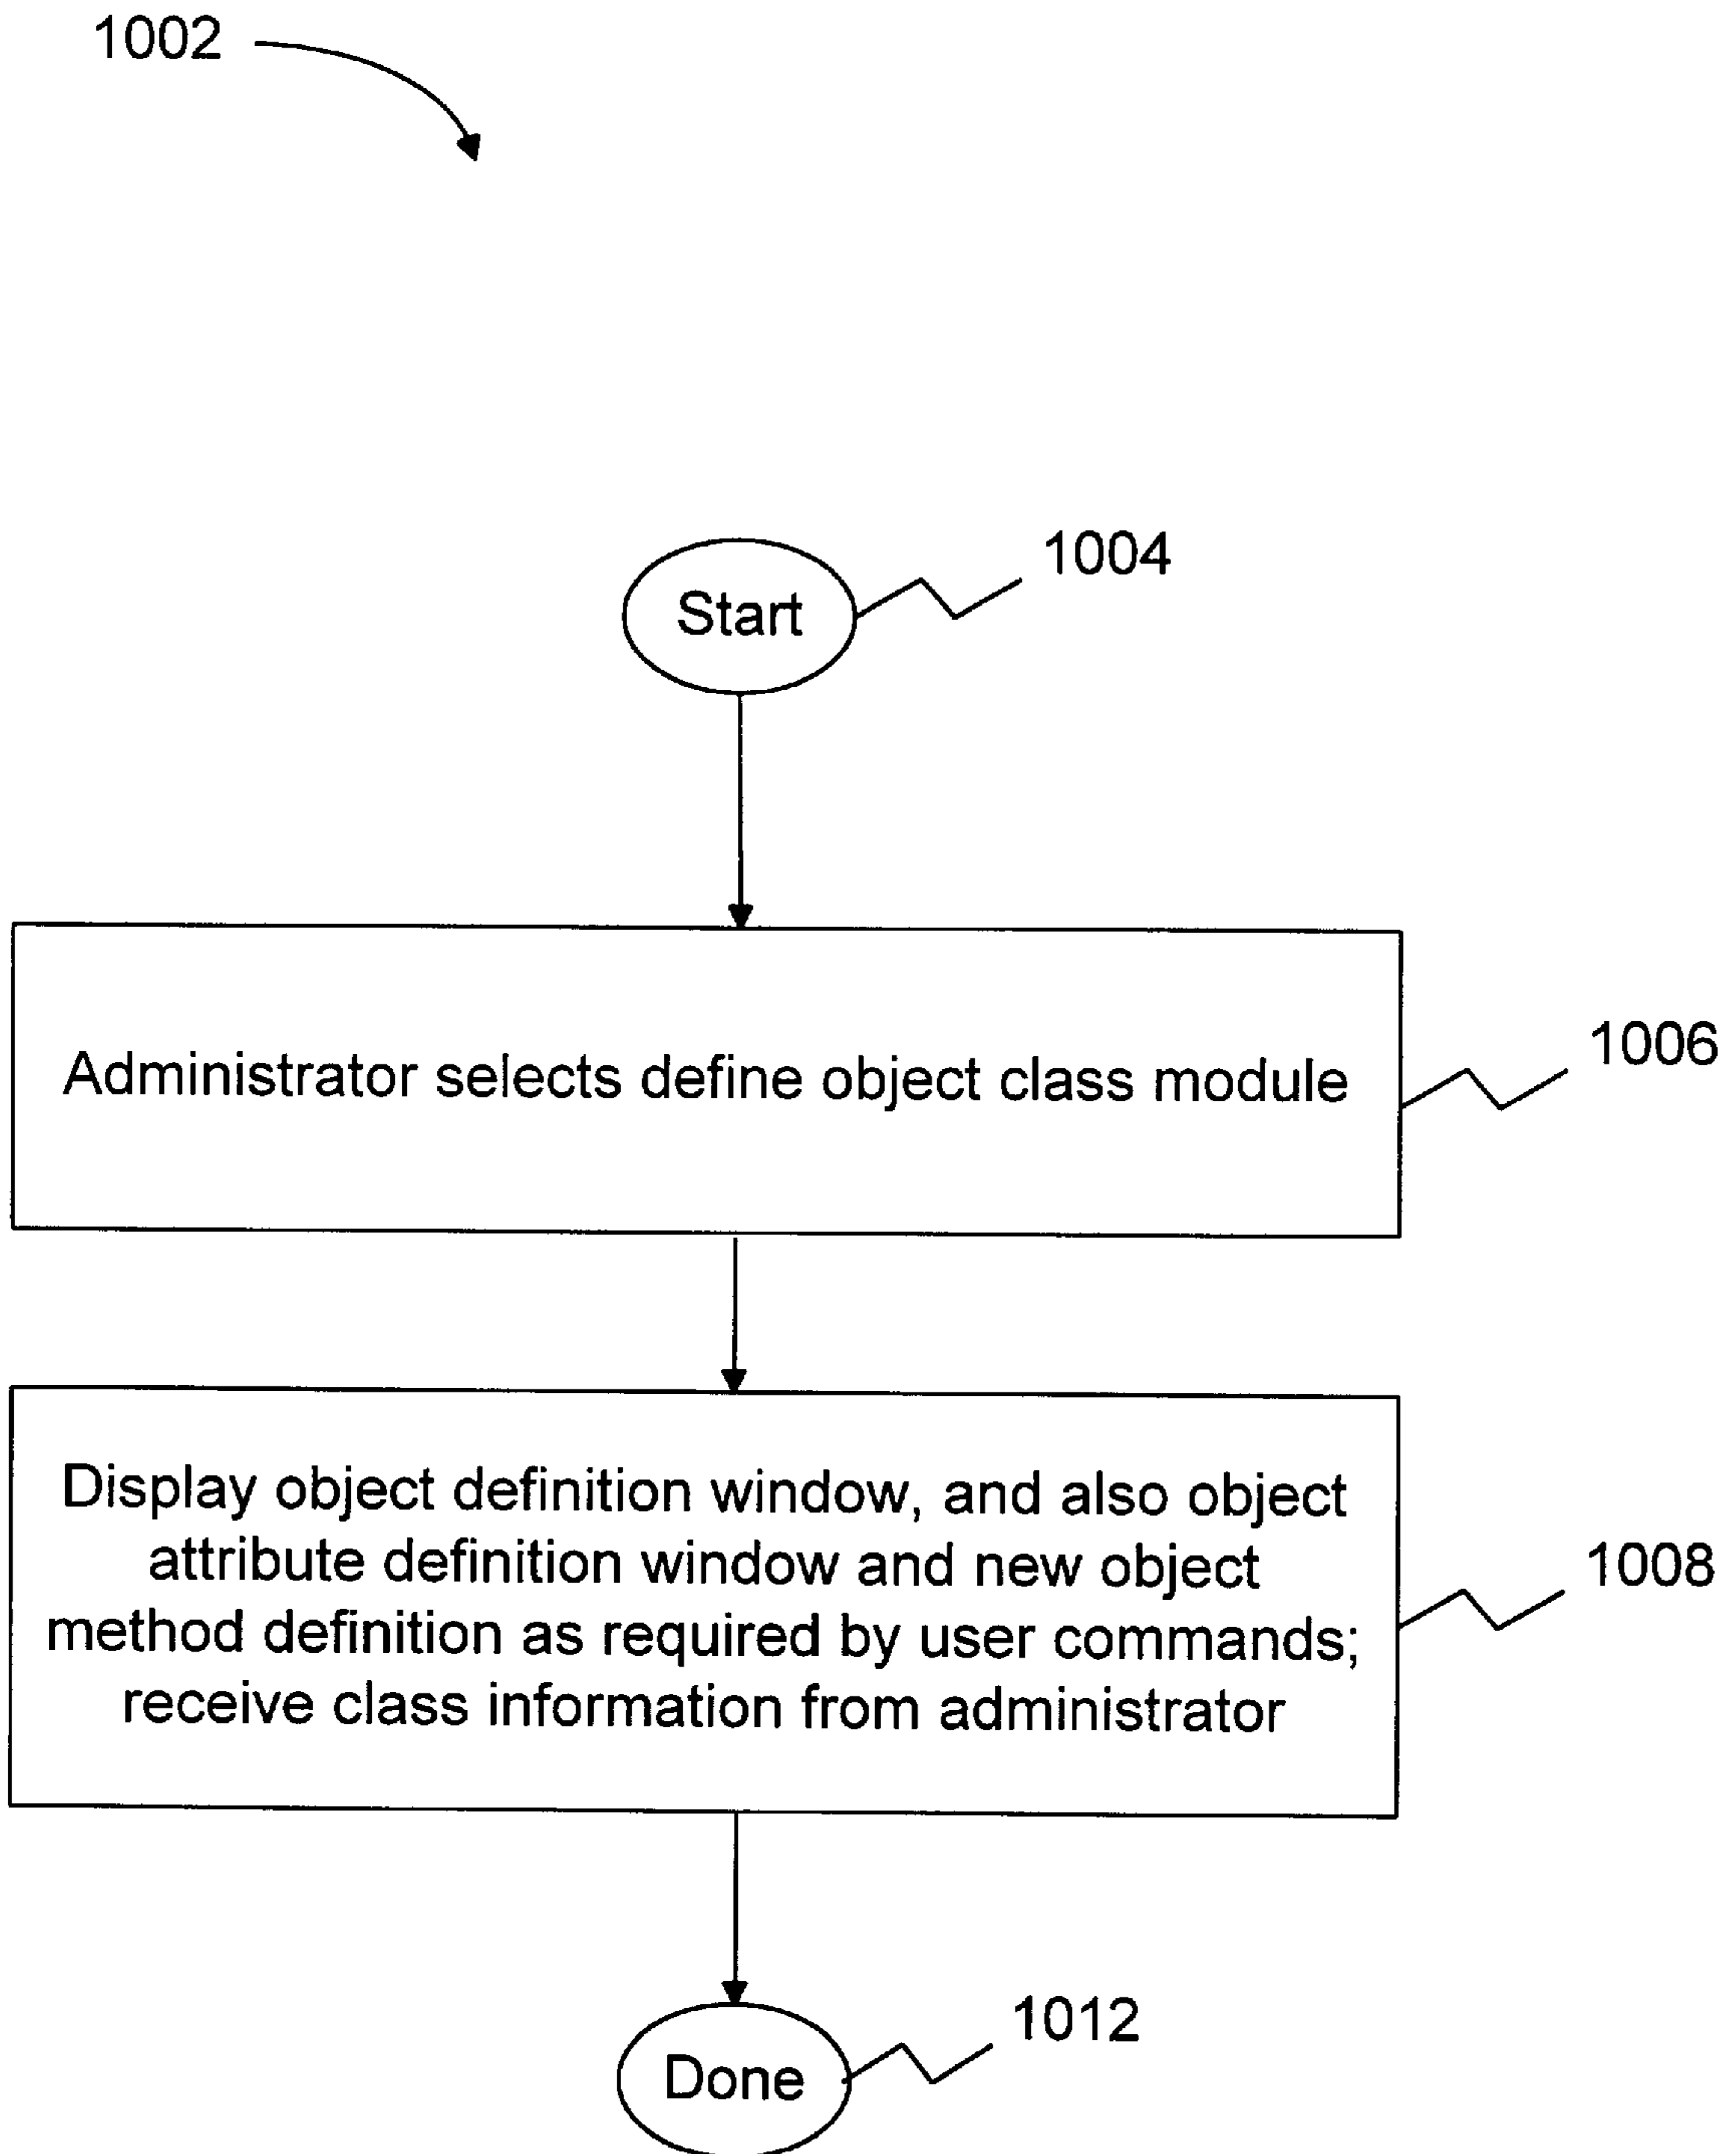 1002
1004
Start
1006
Administrator selects define object class module
Display object definition window, and also object
attribute definition window and new object
1008
method definition as required by user commands;
receive class information from administrator
1012
Done